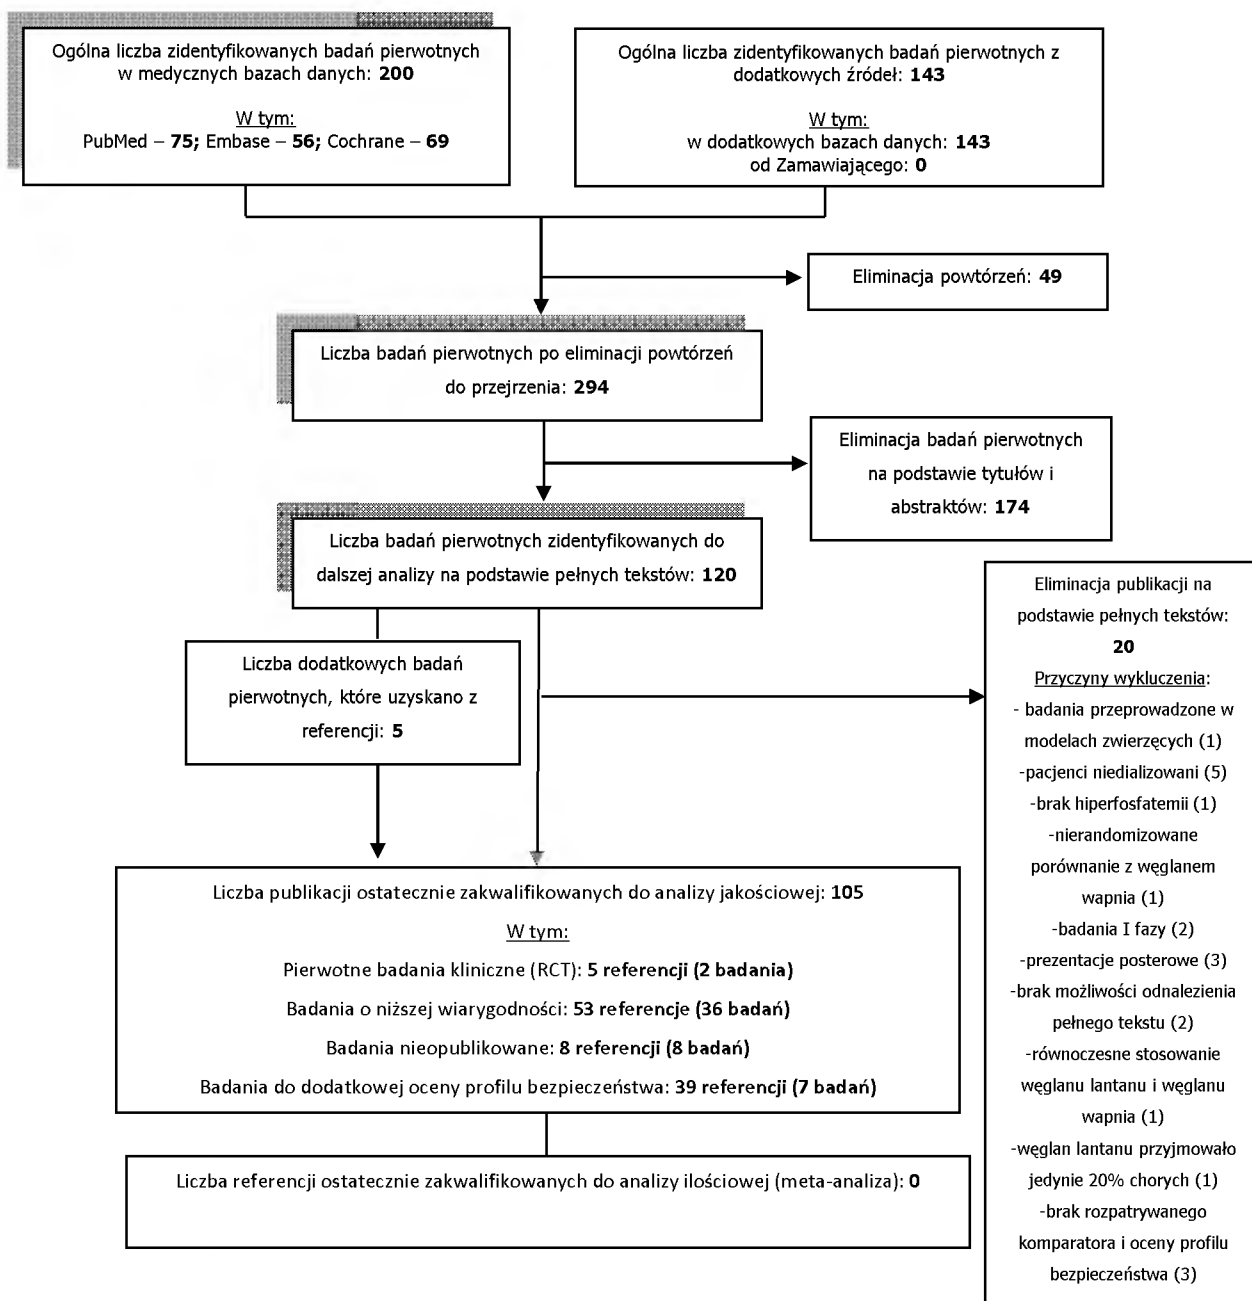 Ogólna liczba zidentyfikowanych badań pierwotnych
w medycznych bazach danych: 200
W tym:
PubMed – 75; Embase – 56; Cochrane – 69
Ogólna liczba zidentyfikowanych badań pierwotnych z
dodatkowych źródeł: 143
W tym:
w dodatkowych bazach danych: 143
od Zamawiającego: 0
Eliminacja powtórzeń: 49
Liczba badań pierwotnych po eliminacji powtórzeń
do przejrzenia: 294
Eliminacja badań pierwotnych
na podstawie tytułów i
abstraktów: 174
Liczba badań pierwotnych zidentyfikowanych do
dalszej analizy na podstawie pełnych tekstów: 120
Liczba dodatkowych badań
pierwotnych, które uzyskano z
referencji: 5
Eliminacja publikacji na
podstawie pełnych tekstów:
20
Przyczyny wykluczenia:
- badania przeprowadzone w
modelach zwierzęcych (1)
-pacjenci niedializowani (5)
-brak hiperfosfatemii (1)
-nierandomizowane
porównanie z węglanem
wapnia (1)
-badania I fazy (2)
-prezentacje posterowe (3)
-brak możliwości odnalezienia
pełnego tekstu (2)
-równoczesne stosowanie
węglanu lantanu i węglanu
wapnia (1)
-węglan lantanu przyjmowało
jedynie 20% chorych (1)
-brak rozpatrywanego
komparatora i oceny profilu
bezpieczeństwa (3)
Liczba publikacji ostatecznie zakwalifikowanych do analizy jakościowej: 105
W tym:
Pierwotne badania kliniczne (RCT): 5 referencji (2 badania)
Badania o niższej wiarygodności: 53 referencje (36 badań)
Badania nieopublikowane: 8 referencji (8 badań)
Badania do dodatkowej oceny profilu bezpieczeństwa: 39 referencji (7 badań)
Liczba referencji ostatecznie zakwalifikowanych do analizy ilościowej (meta-analiza): 0